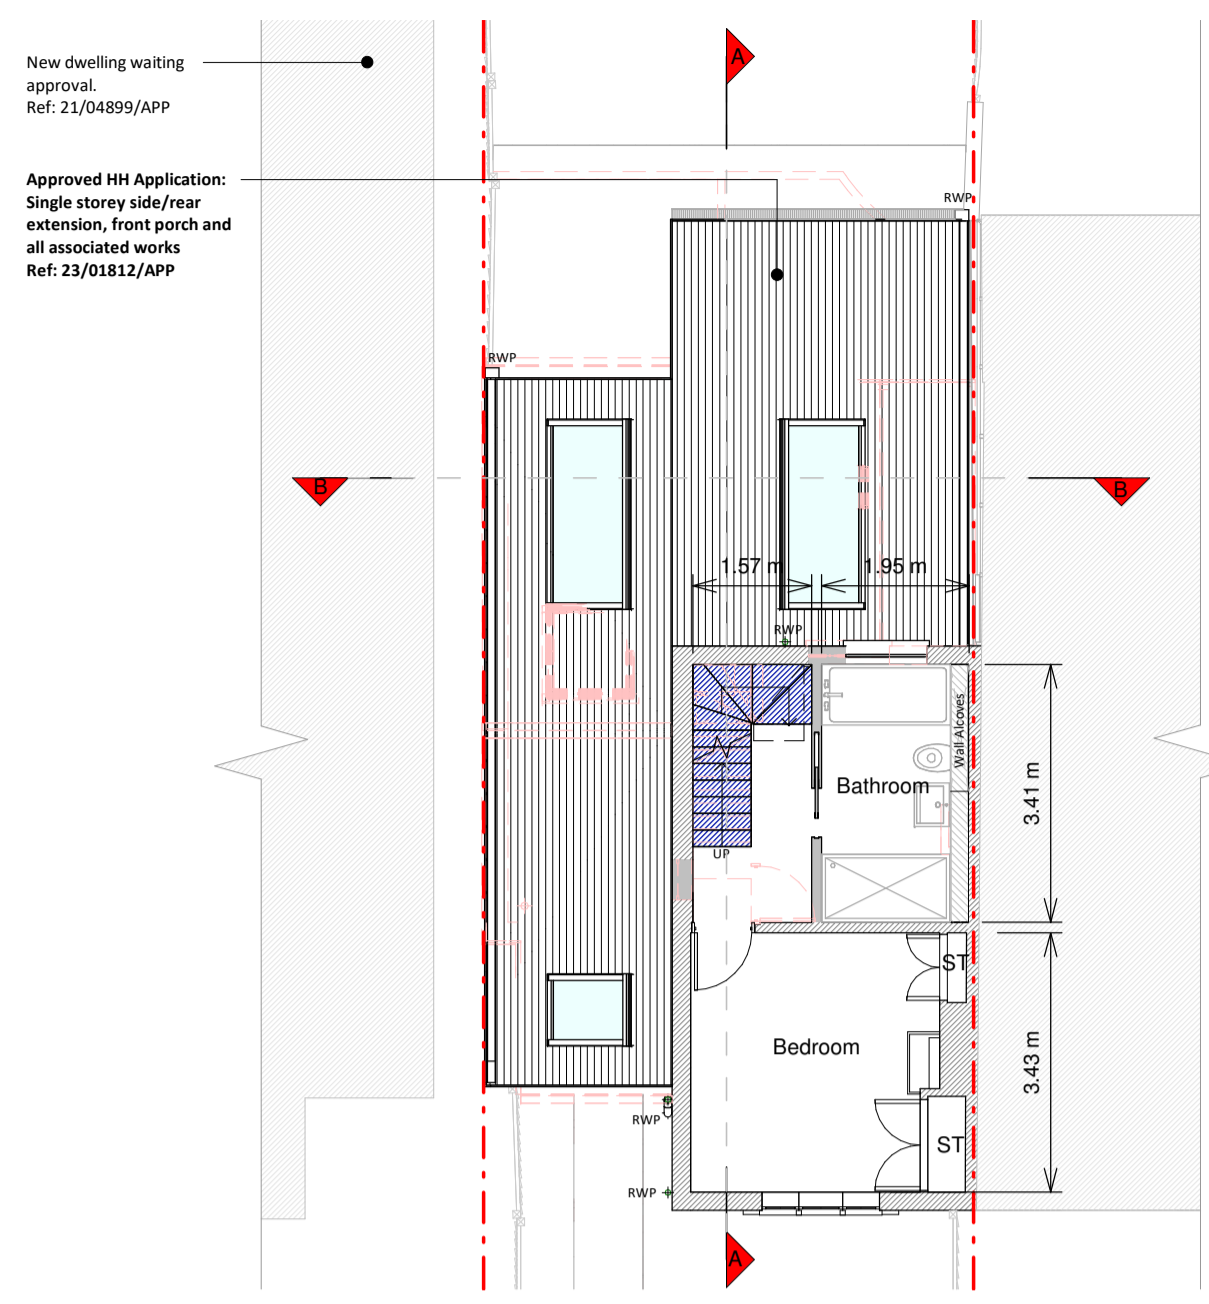 New dwelling waiting
approval.
Ref: 21/04899/APP
Approved HH Application:
Single storey side/rear
extension, front porch and
all associated works
Ref: 23/01812/APP
A
RWP
RWP
B
B
1.57 m
1.95 m
RWP
Wall Alcoves
Bathroom
3.41 m
UP
ST
Bedroom
3.43 m
RWP
ST
RWP
A